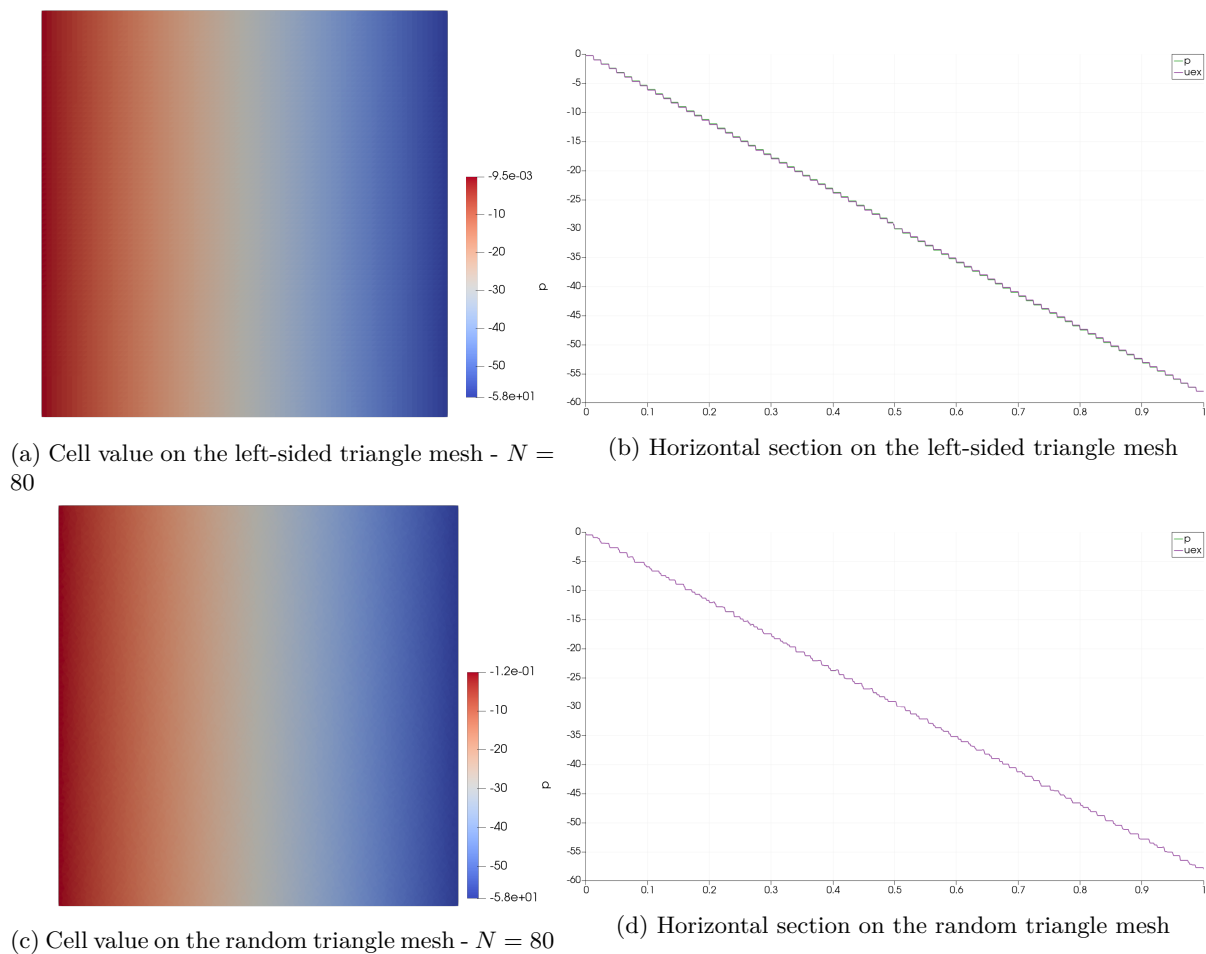 -9.5e-03
-10
-20
-30
-40
-50
-5.8e+01
p
0
-5
-10
-15
-20
-25
-30
-35
-40
-45
-50
-55
-60
0 0.1 0.2 0.3 0.4 0.5 0.6 0.7 0.8 0.9 1
p
uex
(a) Cell value on the left-sided triangle mesh - N =
80
(b) Horizontal section on the left-sided triangle mesh
-1.2e-01
-10
-20
-30
-40
-50
-5.8e+01
p
0
-5
-10
-15
-20
-25
-30
-35
-40
-45
-50
-55
-60
0 0.1 0.2 0.3 0.4 0.5 0.6 0.7 0.8 0.9 1
p
uex
(c) Cell value on the random triangle mesh - N = 80
(d) Horizontal section on the random triangle mesh